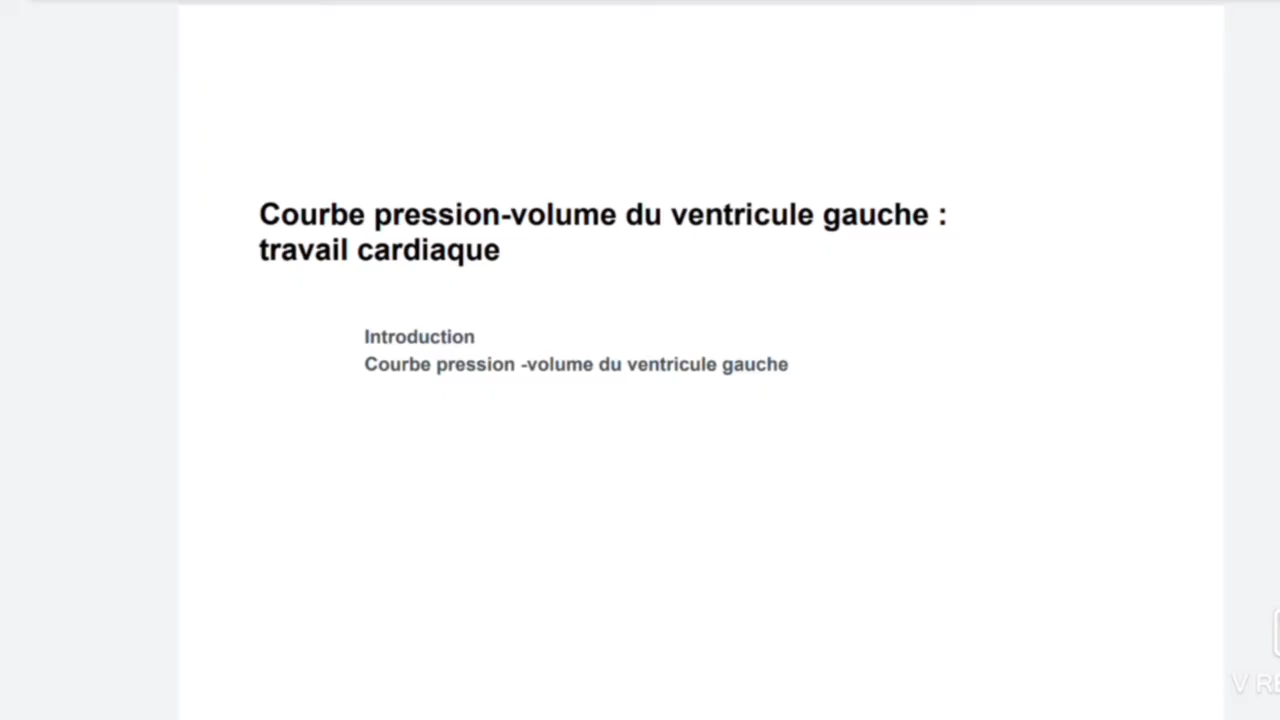 Courbe pression-volume du ventricule gauche :
travail cardiaque
Introduction
Courbe pression -volume du ventricule gauche